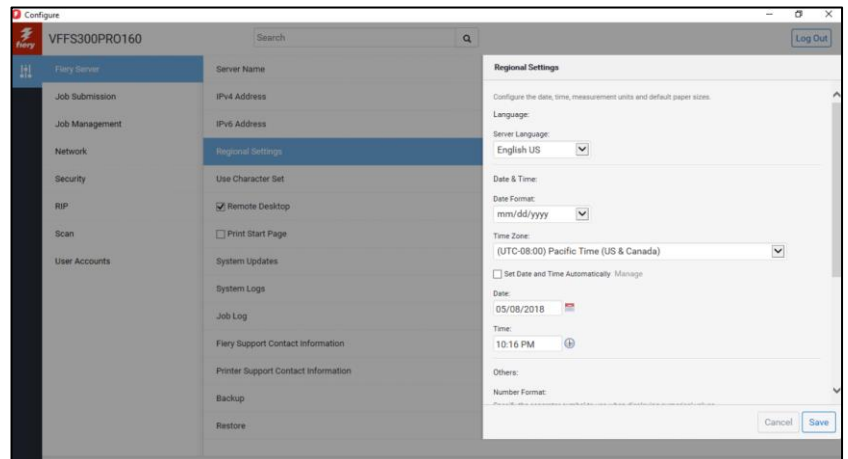 Configure
fiery
VFFS300PRO160
Search
Log Out
Fiery Server
Job Submission
Job Management
Network
Security
RIP
Scan
User Accounts
Server Name
IPv4 Address
IPv6 Address
Regional Settings
Use Character Set
Remote Desktop
Print Start Page
System Updates
System Logs
Job Log
Fiery Support Contact Information
Printer Support Contact Information
Backup
Restore
Regional Settings
Configure the date, time, measurement units and default paper sizes.
Language:
Server Language:
English US
Date & Time:
Date Format:
mm/dd/yyyy
Time Zone:
(UTC-08:00) Pacific Time (US & Canada)
Set Date and Time Automatically Manage
Date:
05/08/2018
Time:
10:16 PM
Others:
Number Format:
Cancel Save